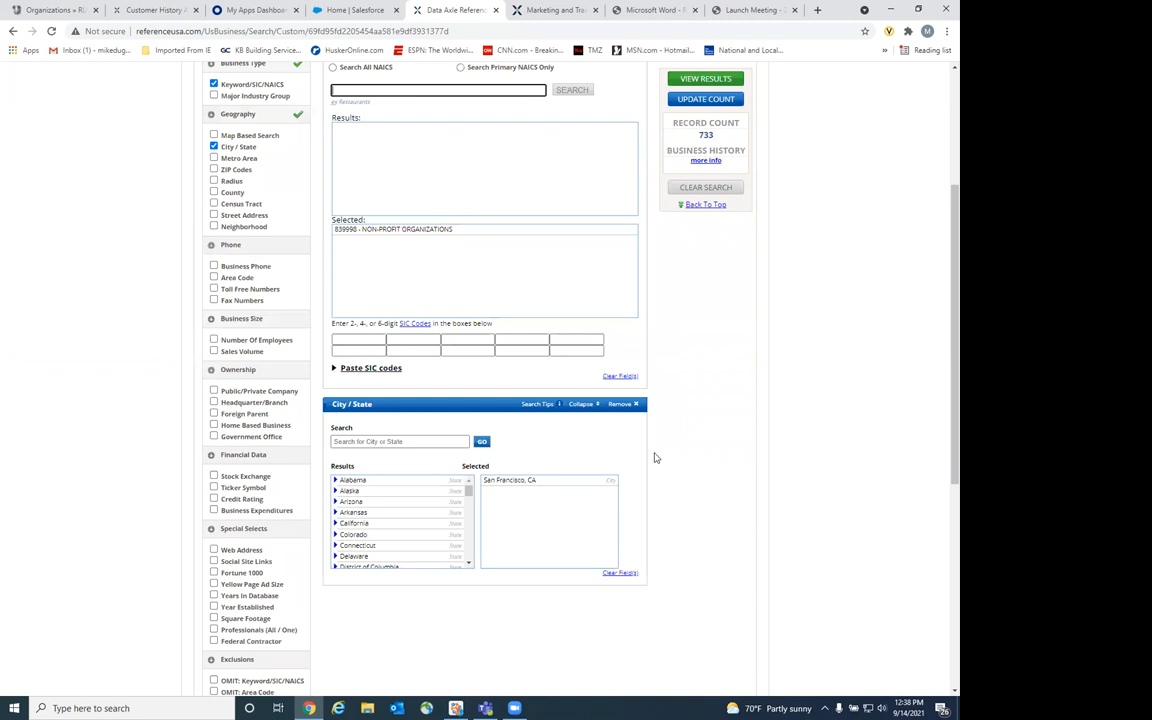 Organizations » RU
Customer History A
My Apps Dashboard
Home | Salesforce
Data Axle Referenc
Marketing and Tra
Microsoft Word - R
Launch Meeting - Z
Not secure
referenceusa.com/UsBusiness/Search/Custom/69fd95fd2205454aa581e9df3931377d
Apps
Inbox (1) - mikedug...
Imported From IE
KB Building Service...
HuskerOnline.com
ESPN: The Worldwi...
CNN.com - Breakin...
TMZ
MSN.com - Hotmail...
National and Local...
»
Reading list
Business Type
Keyword/SIC/NAICS
Major Industry Group
Geography
Map Based Search
City / State
Metro Area
ZIP Codes
Radius
County
Census Tract
Street Address
Neighborhood
Phone
Business Phone
Area Code
Toll Free Numbers
Fax Numbers
Business Size
Number Of Employees
Sales Volume
Ownership
Public/Private Company
Headquarter/Branch
Foreign Parent
Home Based Business
Government Office
Financial Data
Stock Exchange
Ticker Symbol
Credit Rating
Business Expenditures
Special Selects
Web Address
Social Site Links
Fortune 1000
Yellow Page Ad Size
Years In Database
Year Established
Square Footage
Professionals (All / One)
Federal Contractor
Exclusions
OMIT: Keyword/SIC/NAICS
OMIT: Area Code
Search All NAICS
Search Primary NAICS Only
SEARCH
ex Restaurants
Results:
Selected:
839998 - NON-PROFIT ORGANIZATIONS
Enter 2-, 4-, or 6-digit SIC Codes in the boxes below
Paste SIC codes
Clear Field(s)
City / State
Search Tips
Collapse
Remove
Search
Search for City or State
GO
Results
Selected
Alabama State
Alaska State
Arizona State
Arkansas State
California State
Colorado State
Connecticut State
Delaware State
District of Columbia State
San Francisco, CA City
Clear Field(s)
VIEW RESULTS
UPDATE COUNT
RECORD COUNT
733
BUSINESS HISTORY
more info
CLEAR SEARCH
Back To Top
Type here to search
70°F Partly sunny
12:38 PM
9/14/2021
26